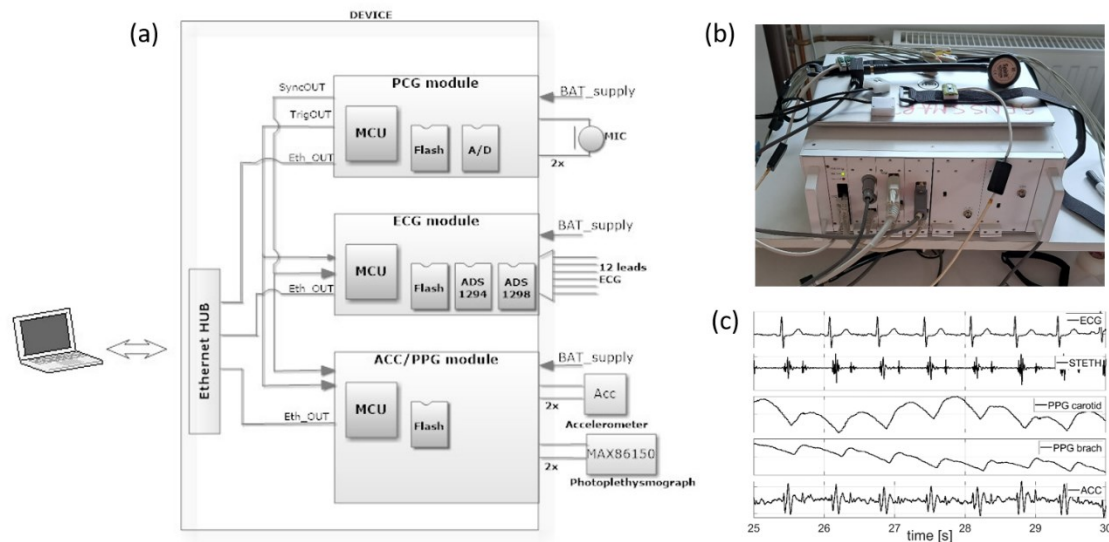 (a)
DEVICE
PCG module
SyncOUT
TrigOUT
Eth_OUT
MCU
Flash
A/D
BAT_supply
MIC
2x
ECG module
Eth_OUT
MCU
Flash
ADS
1294
ADS
1298
BAT_supply
12 leads
ECG
Ethernet HUB
ACC/PPG module
Eth_OUT
MCU
Flash
BAT_supply
2x
Acc
Accelerometer
2x
MAX86150
Photoplethysmograph
(b)
(c)
ECG
STETH
PPG carotid
PPG brach
ACC
25 26 27 28 29 30
time [s]